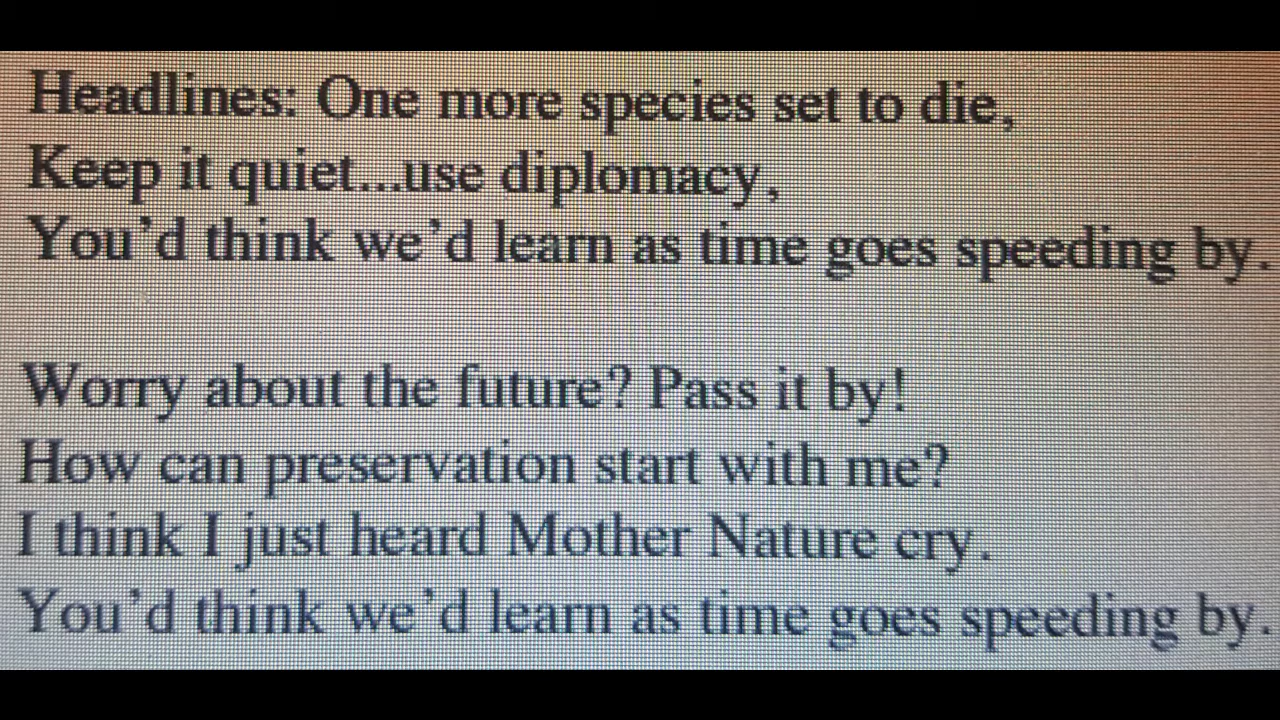 Headlines: One more species set to die,
Keep it quiet...use diplomacy,
You’d think we’d learn as time goes speeding by.
Worry about the future? Pass it by!
How can preservation start with me?
I think I just heard Mother Nature cry.
You’d think we’d learn as time goes speeding by.